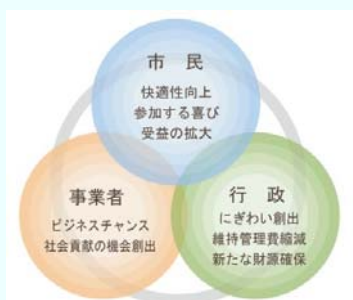 市　民
快適性向上
参加する喜び
受益の拡大
事業者
ビジネスチャンス
社会貢献の機会創出
行　政
にぎわい創出
維持管理費縮減
新たな財源確保